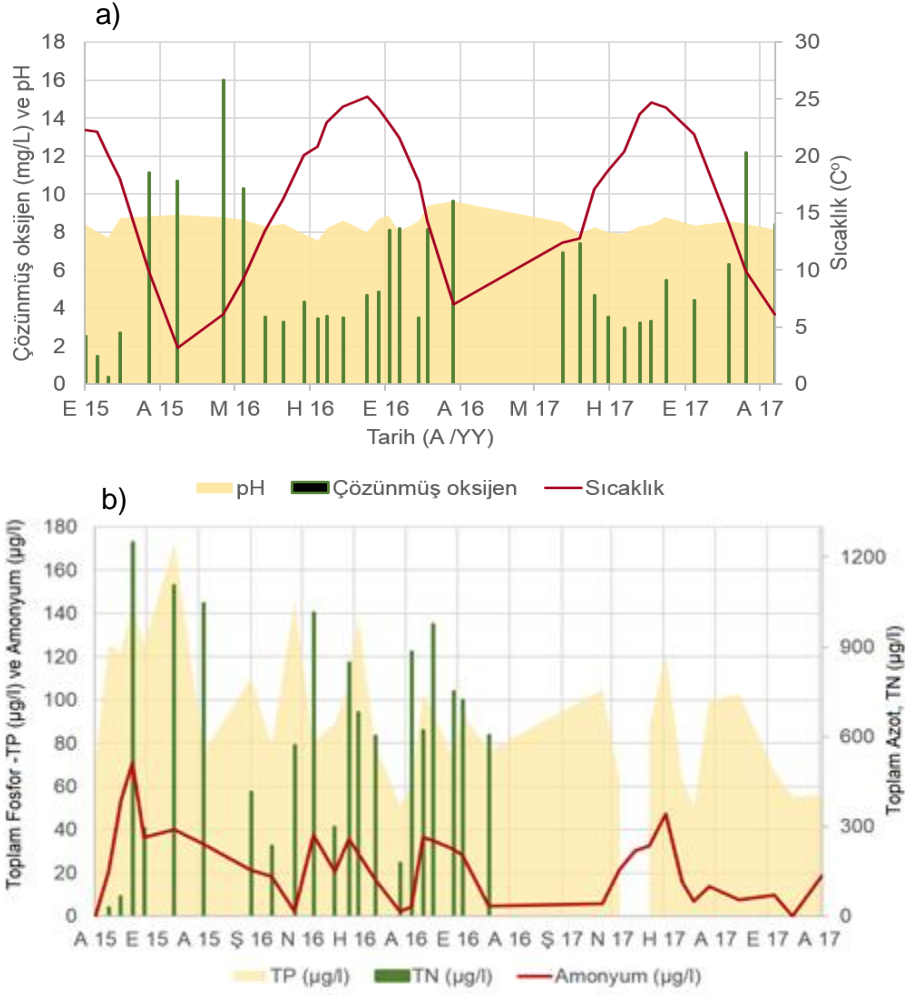 a)
Çözünmüş oksijen (mg/L) ve pH
18
16
14
12
10
8
6
4
2
0
30
25
20
15
10
5
0
Sıcaklık (Cº)
E 15 A 15 M 16 H 16 E 16 A 16 M 17 H 17 E 17 A 17
Tarih (A /YY)
pH Çözünmüş oksijen Sıcaklık
b)
Toplam Fosfor -TP (µg/l) ve Amonyum (µg/l)
180
160
140
120
100
80
60
40
20
0
1200
900
600
300
0
Toplam Azot, TN (µg/l)
A 15 E 15 A 15 Ş 16 N 16 H 16 A 16 E 16 A 16 Ş 17 N 17 H 17 A 17 E 17 A 17
TP (µg/l) TN (µg/l) Amonyum (µg/l)